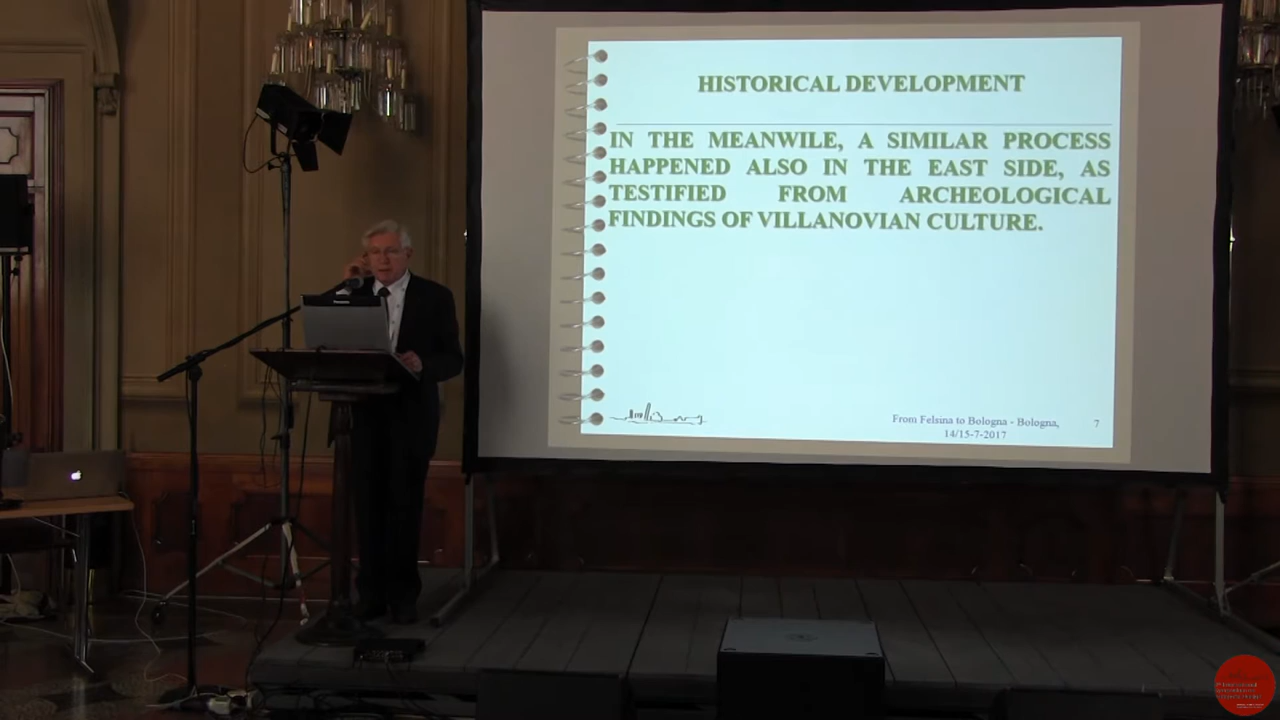 HISTORICAL DEVELOPMENT
IN THE MEANWILE, A SIMILAR PROCESS
HAPPENED ALSO IN THE EAST SIDE, AS
TESTIFIED FROM ARCHEOLOGICAL
FINDINGS OF VILLANOVIAN CULTURE.
From Felsina to Bologna - Bologna,
14/15-7-2017
7